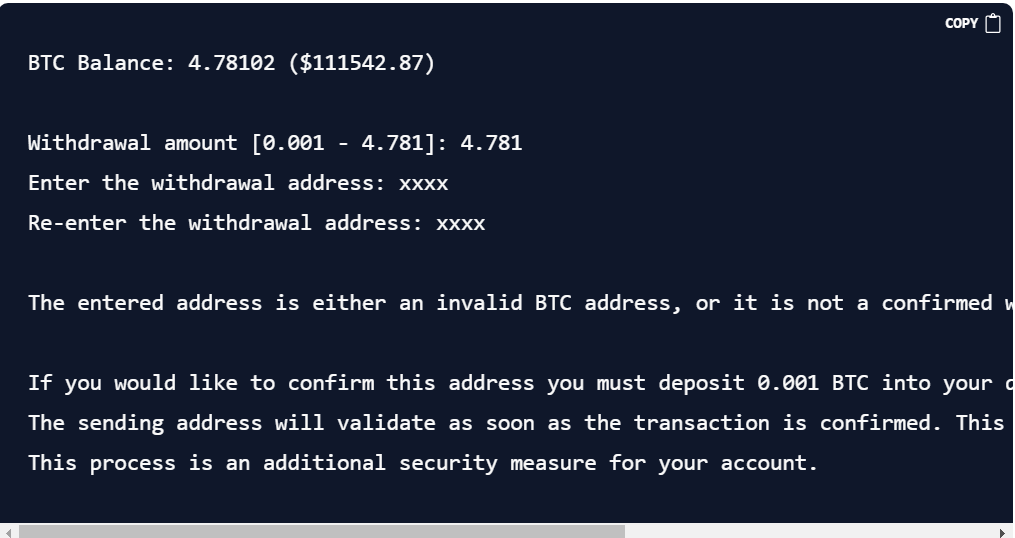 COPY
BTC Balance: 4.78102 ($111542.87)
Withdrawal amount [0.001 - 4.781]: 4.781
Enter the withdrawal address: xxxx
Re-enter the withdrawal address: xxxx
The entered address is either an invalid BTC address, or it is not a confirmed
If you would like to confirm this address you must deposit 0.001 BTC into your
The sending address will validate as soon as the transaction is confirmed. This
This process is an additional security measure for your account.